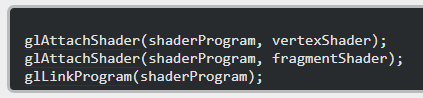 glAttachShader(shaderProgram, vertexShader);
glAttachShader(shaderProgram, fragmentShader);
glLinkProgram(shaderProgram);